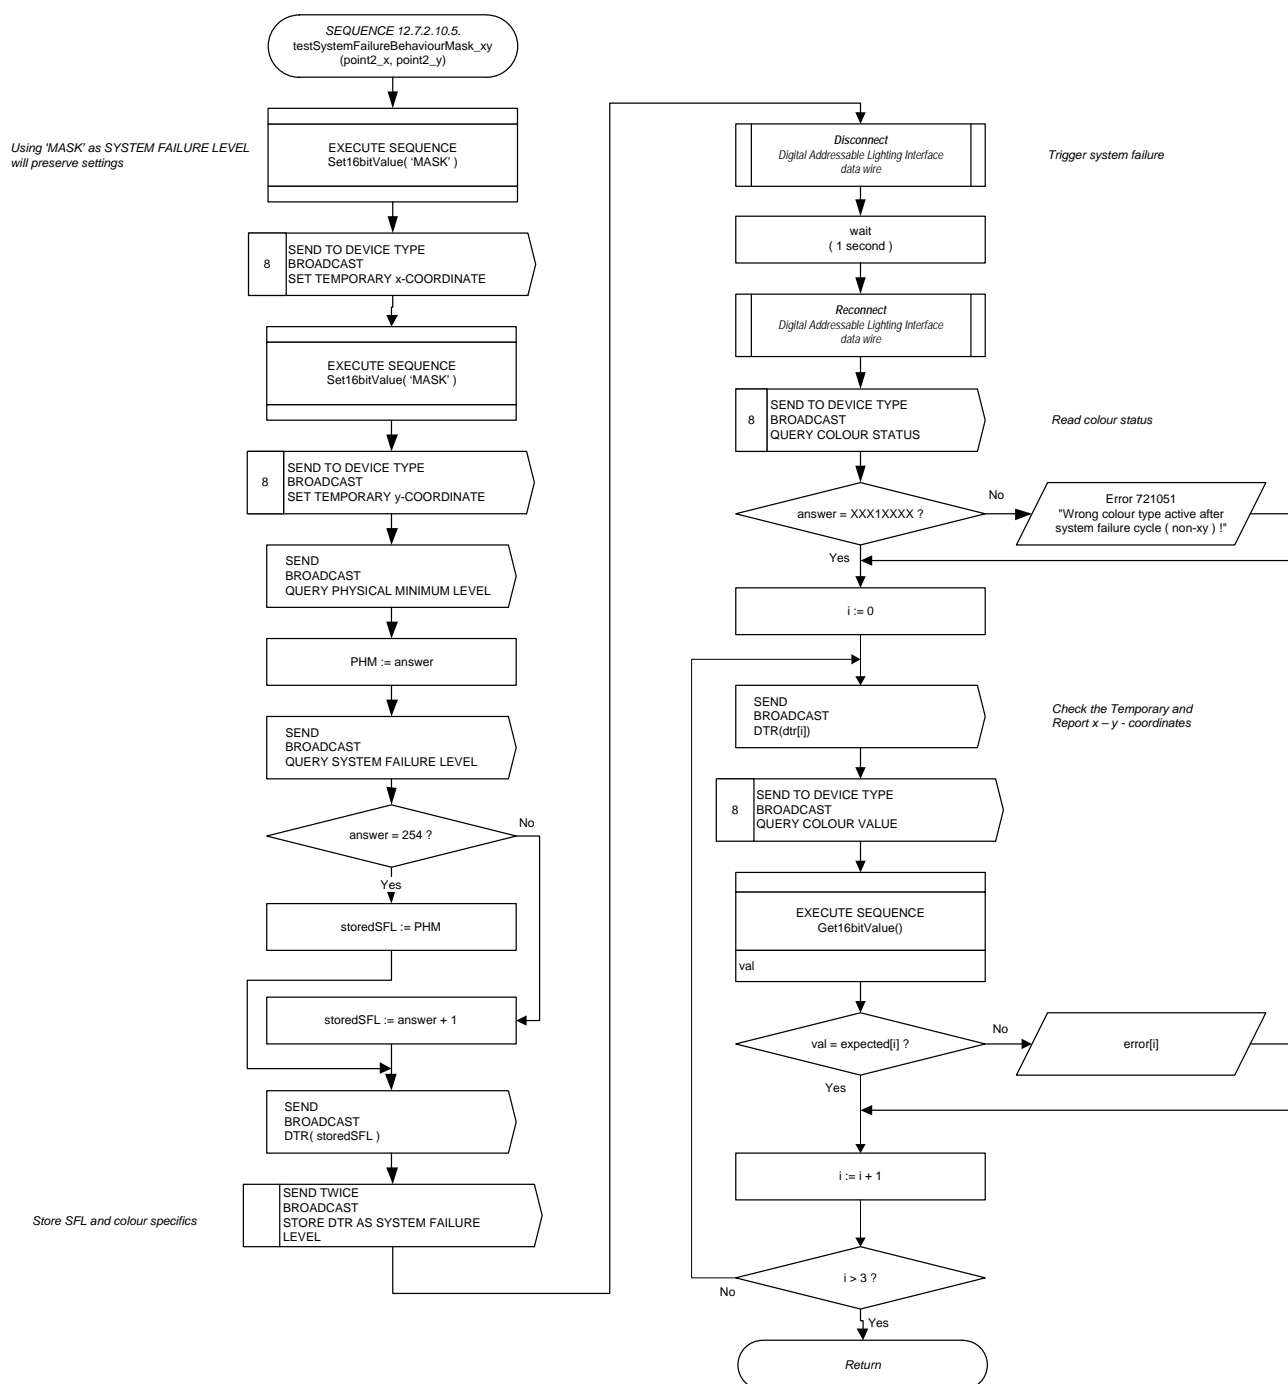 SEQUENCE 12.7.2.10.5.
testSystemFailureBehaviourMask_xy
(point2_x, point2_y)
Using 'MASK' as SYSTEM FAILURE LEVEL
will preserve settings
EXECUTE SEQUENCE
Set16bitValue( 'MASK' )
8
SEND TO DEVICE TYPE
BROADCAST
SET TEMPORARY x-COORDINATE
EXECUTE SEQUENCE
Set16bitValue( 'MASK' )
8
SEND TO DEVICE TYPE
BROADCAST
SET TEMPORARY y-COORDINATE
SEND
BROADCAST
QUERY PHYSICAL MINIMUM LEVEL
PHM := answer
SEND
BROADCAST
QUERY SYSTEM FAILURE LEVEL
answer = 254 ?
No
Yes
storedSFL := PHM
storedSFL := answer + 1
SEND
BROADCAST
DTR( storedSFL )
Store SFL and colour specifics
SEND TWICE
BROADCAST
STORE DTR AS SYSTEM FAILURE
LEVEL
Disconnect
Digital Addressable Lighting Interface
data wire
Trigger system failure
wait
( 1 second )
Reconnect
Digital Addressable Lighting Interface
data wire
8
SEND TO DEVICE TYPE
BROADCAST
QUERY COLOUR STATUS
Read colour status
answer = XXX1XXXX ?
No
Error 721051
"Wrong colour type active after
system failure cycle ( non-xy ) !"
Yes
i := 0
SEND
BROADCAST
DTR(dtr[i])
Check the Temporary and
Report x – y - coordinates
8
SEND TO DEVICE TYPE
BROADCAST
QUERY COLOUR VALUE
EXECUTE SEQUENCE
Get16bitValue()
val
val = expected[i] ?
No
error[i]
Yes
i := i + 1
i > 3 ?
No
Yes
Return